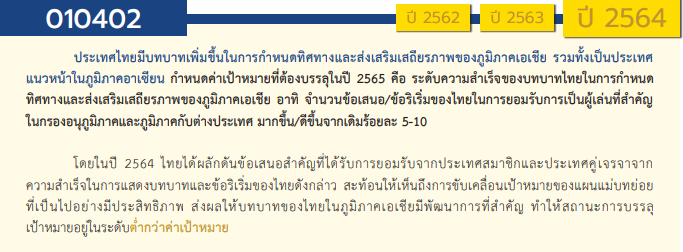 010402
ปี 2562
ปี 2563
ปี 2564
ประเทศไทยมีบทบาทเพิ่มขึ้นในการกำหนดทิศทางและส่งเสริมเสถียรภาพของภูมิภาคเอเชีย รวมทั้งเป็นประเทศ
แนวหน้าในภูมิภาคอาเซียน กำหนดค่าเป้าหมายที่ต้องบรรลุในปี 2565 คือ ระดับความสำเร็จของบทบาทไทยในการกำหนด
ทิศทางและส่งเสริมเสถียรภาพของภูมิภาคเอเชีย อาทิ จำนวนข้อเสนอ/ข้อริเริ่มของไทยในการยอมรับการเป็นผู้เล่นที่สำคัญ
ในกรองอนุภูมิภาคและภูมิภาคกับต่างประเทศ มากขึ้น/ดีขึ้นจากเดิมร้อยละ 5-10
โดยในปี 2564 ไทยได้ผลักดันข้อเสนอสำคัญที่ได้รับการยอมรับจากประเทศสมาชิกและประเทศคู่เจรจาจาก
ความสำเร็จในการแสดงบทบาทและข้อริเริ่มของไทยดังกล่าว สะท้อนให้เห็นถึงการขับเคลื่อนเป้าหมายของแผนแม่บทย่อย
ที่เป็นไปอย่างมีประสิทธิภาพ ส่งผลให้บทบาทของไทยในภูมิภาคเอเชียมีพัฒนาการที่สำคัญ ทำให้สถานะการบรรลุ
เป้าหมายอยู่ในระดับต่ำกว่าค่าเป้าหมาย